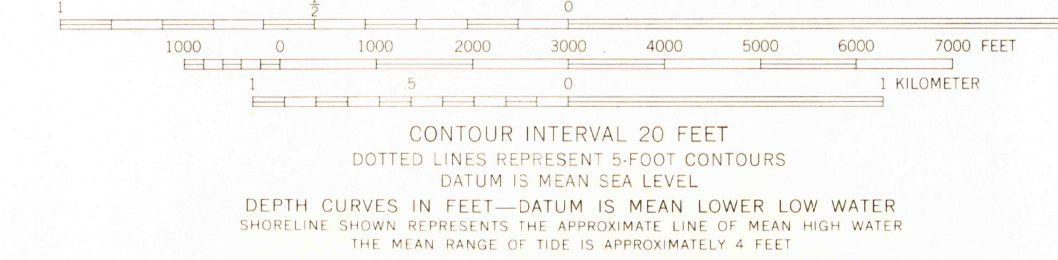 1 ½ 0
1000 0 1000 2000 3000 4000 5000 6000 7000 FEET
1 .5 0 1 KILOMETER
CONTOUR INTERVAL 20 FEET
DOTTED LINES REPRESENT 5-FOOT CONTOURS
DATUM IS MEAN SEA LEVEL
DEPTH CURVES IN FEET—DATUM IS MEAN LOWER LOW WATER
SHORELINE SHOWN REPRESENTS THE APPROXIMATE LINE OF MEAN HIGH WATER
THE MEAN RANGE OF TIDE IS APPROXIMATELY 4 FEET